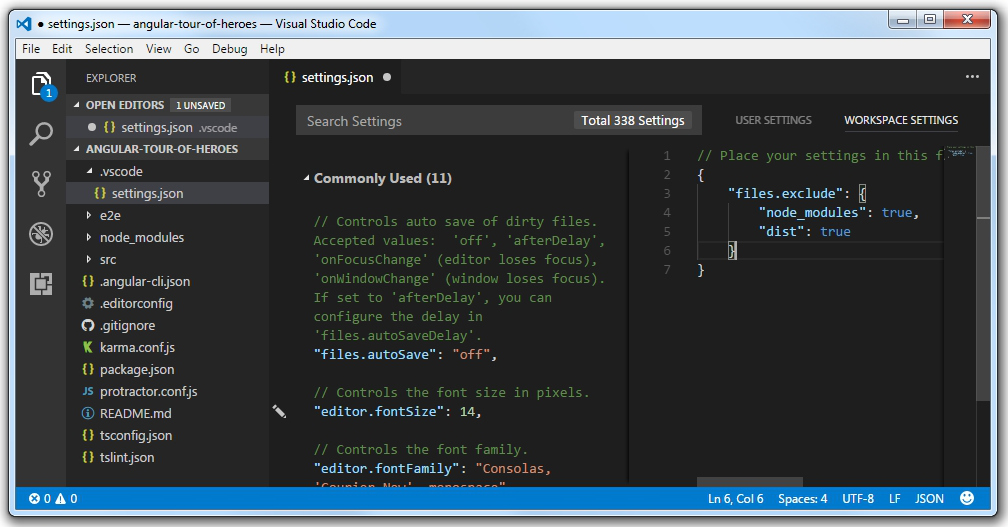 settings.json — angular-tour-of-heroes — Visual Studio Code
File Edit Selection View Go Debug Help
1
EXPLORER
OPEN EDITORS 1 UNSAVED
{ } settings.json .vscode
ANGULAR-TOUR-OF-HEROES
.vscode
{ } settings.json
e2e
node_modules
src
{ } .angular-cli.json
.editorconfig
.gitignore
karma.conf.js
{ } package.json
JS protractor.conf.js
README.md
{ } tsconfig.json
{ } tslint.json
{ } settings.json
Search Settings Total 338 Settings
USER SETTINGS WORKSPACE SETTINGS
Commonly Used (11)
// Controls auto save of dirty files.
Accepted values:  'off', 'afterDelay',
'onFocusChange' (editor loses focus),
'onWindowChange' (window loses focus).
If set to 'afterDelay', you can
configure the delay in
'files.autoSaveDelay'.
"files.autoSave": "off",
// Controls the font size in pixels.
"editor.fontSize": 14,
// Controls the font family.
"editor.fontFamily": "Consolas,
'Courier New', monospace"
1 // Place your settings in this f
2 {
3 "files.exclude": {
4 "node_modules": true,
5 "dist": true
6 }
7 }
0 0
Ln 6, Col 6 Spaces: 4 UTF-8 LF JSON